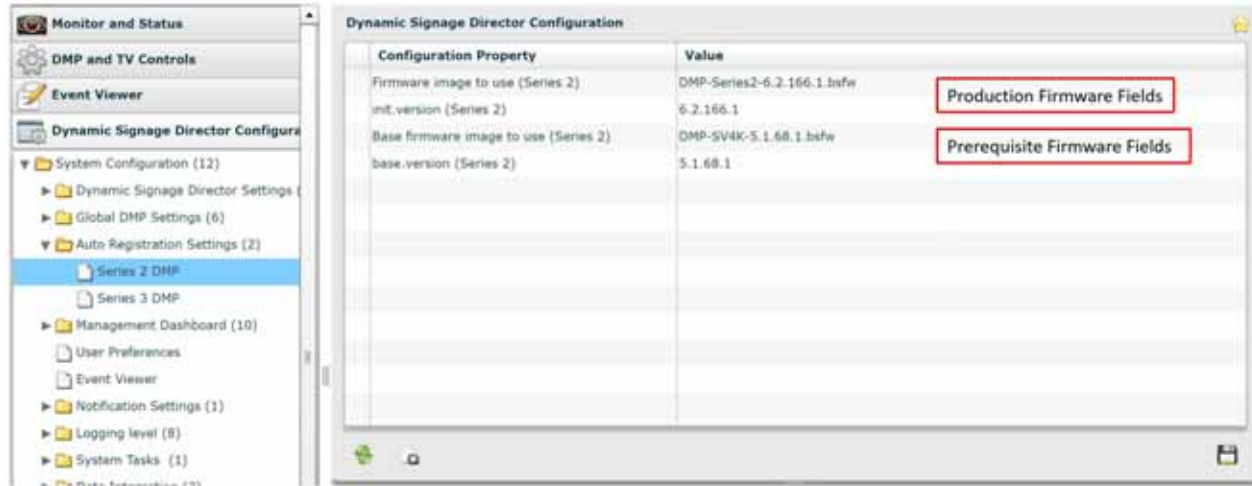 Monitor and Status
DMP and TV Controls
Event Viewer
Dynamic Signage Director Configura
System Configuration (12)
Dynamic Signage Director Settings (
Global DMP Settings (6)
Auto Registration Settings (2)
Series 2 DMP
Series 3 DMP
Management Dashboard (10)
User Preferences
Event Viewer
Notification Settings (1)
Logging level (8)
System Tasks (1)
Dynamic Signage Director Configuration
Configuration Property Value
Firmware image to use (Series 2) DMP-Series2-6.2.166.1.bsfw
init.version (Series 2) 6.2.166.1
Base firmware image to use (Series 2) DMP-SV4K-5.1.68.1.bsfw
base.version (Series 2) 5.1.68.1
Production Firmware Fields
Prerequisite Firmware Fields